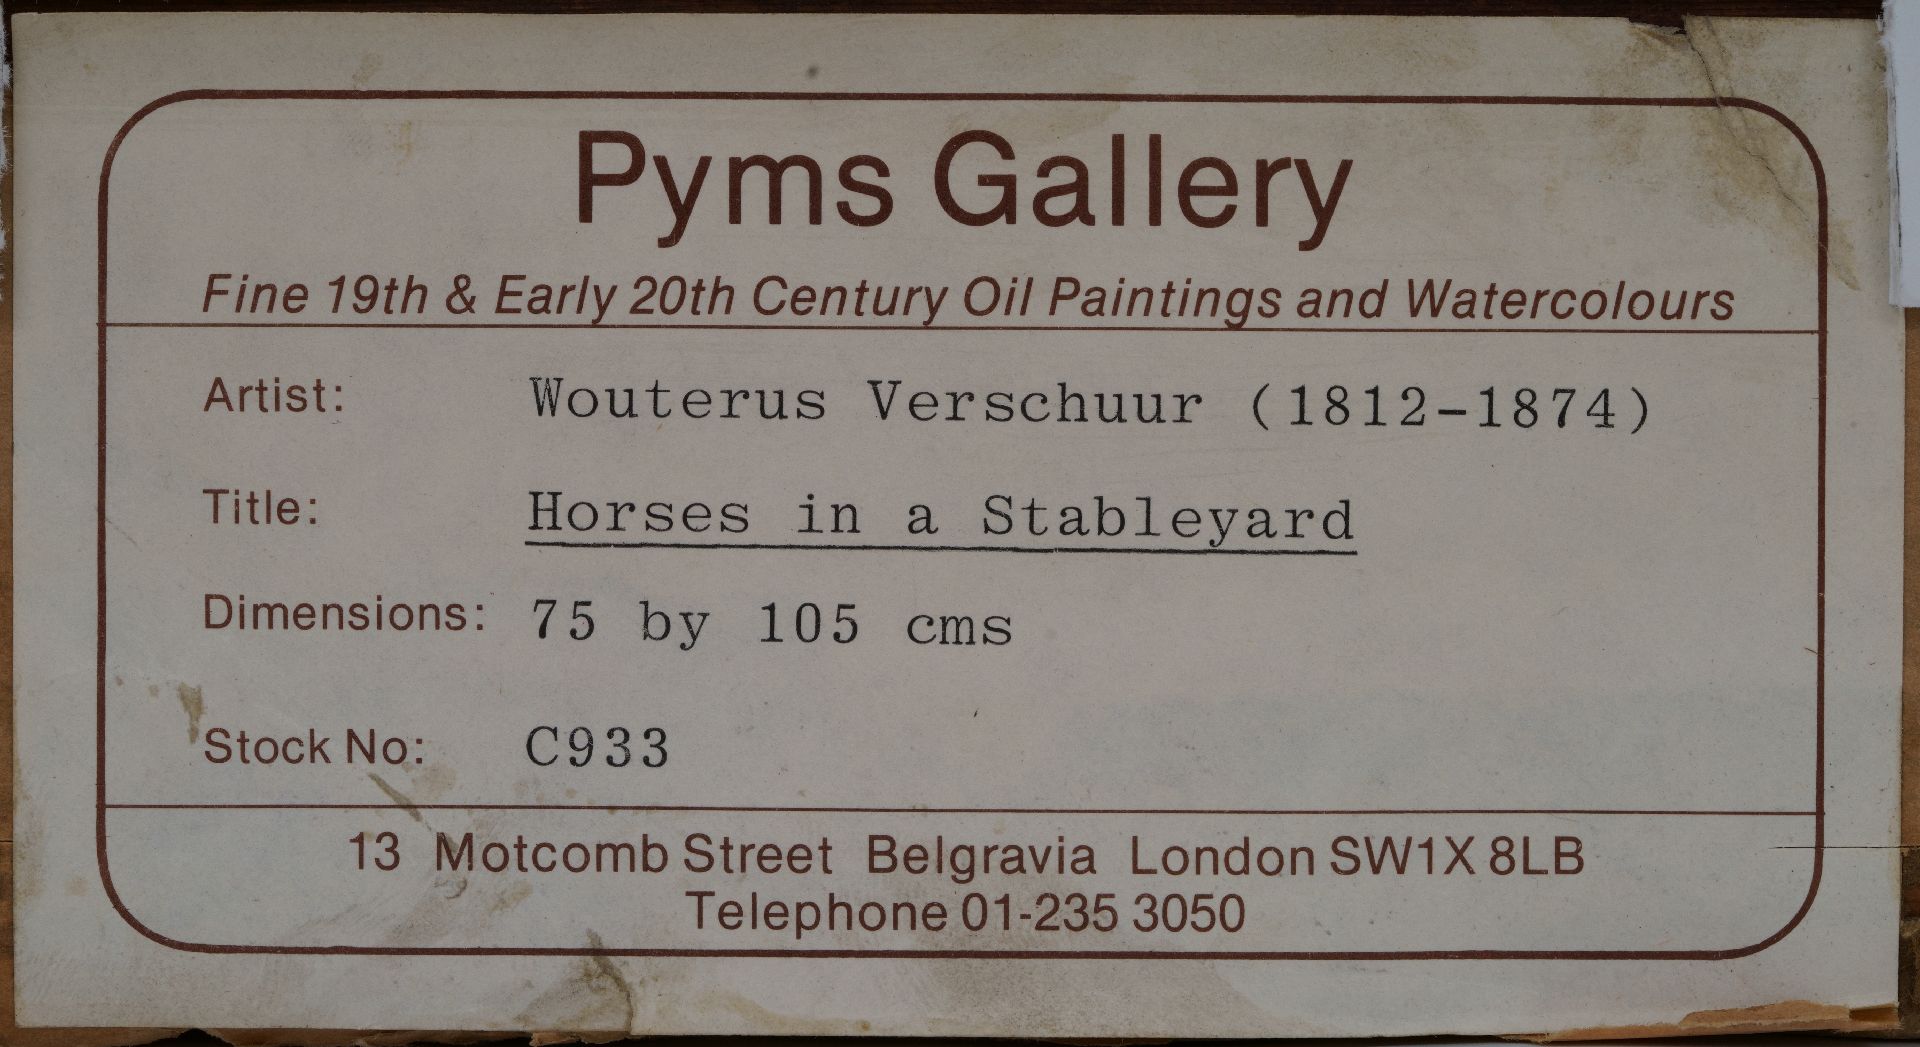 Pyms Gallery
Fine 19th & Early 20th Century Oil Paintings and Watercolours
Artist: Wouterus Verschuur (1812-1874)
Title: Horses in a Stableyard
Dimensions: 75 by 105 cms
Stock No: C933
13 Motcomb Street Belgravia London SW1X 8LB
Telephone 01-235 3050